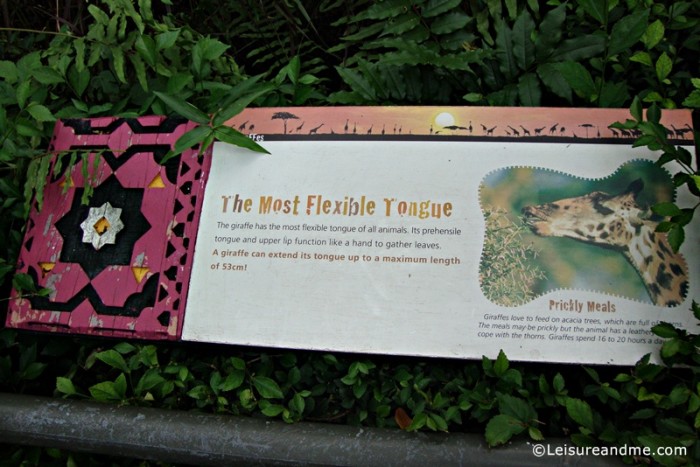 The Most Flexible Tongue
The giraffe has the most flexible tongue of all animals. Its prehensile
tongue and upper lip function like a hand to gather leaves.
A giraffe can extend its tongue up to a maximum length
of 53cm!
Prickly Meals
Giraffes love to feed on acacia trees, which are full
The meals may be prickly but the animal has a
cope with the thorns. Giraffes spend 16 to 20 hours a
©Leisureandme.com